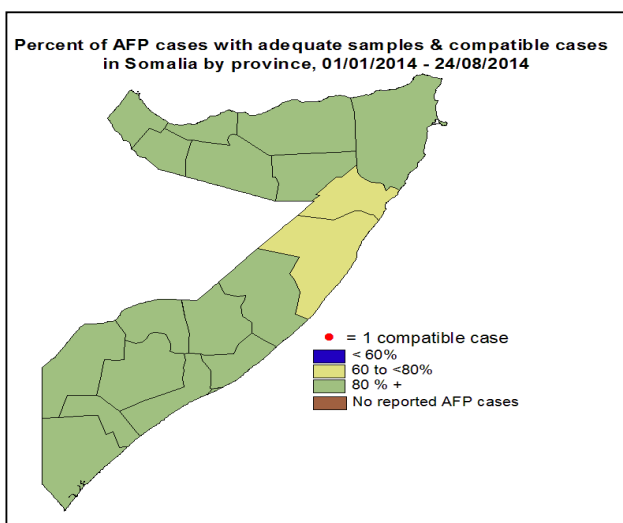 Percent of AFP cases with adequate samples & compatible cases
in Somalia by province, 01/01/2014 - 24/08/2014
= 1 compatible case
< 60%
60 to <80%
80 % +
No reported AFP cases